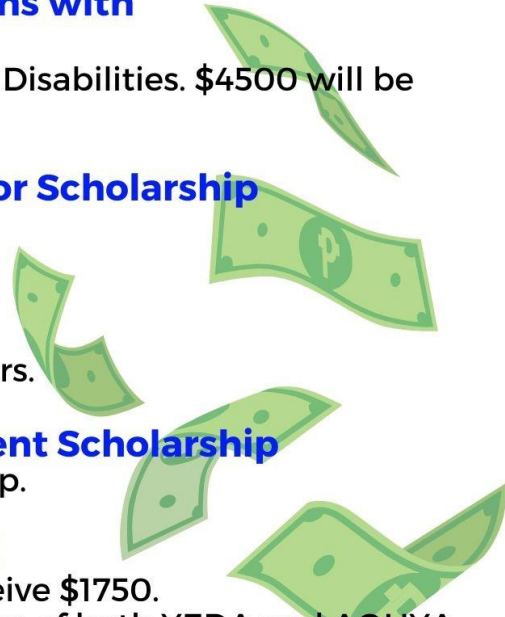 ns with
Disabilities. $4500 will be
or Scholarship
rs.
ent Scholarship
p.
eive $1750.